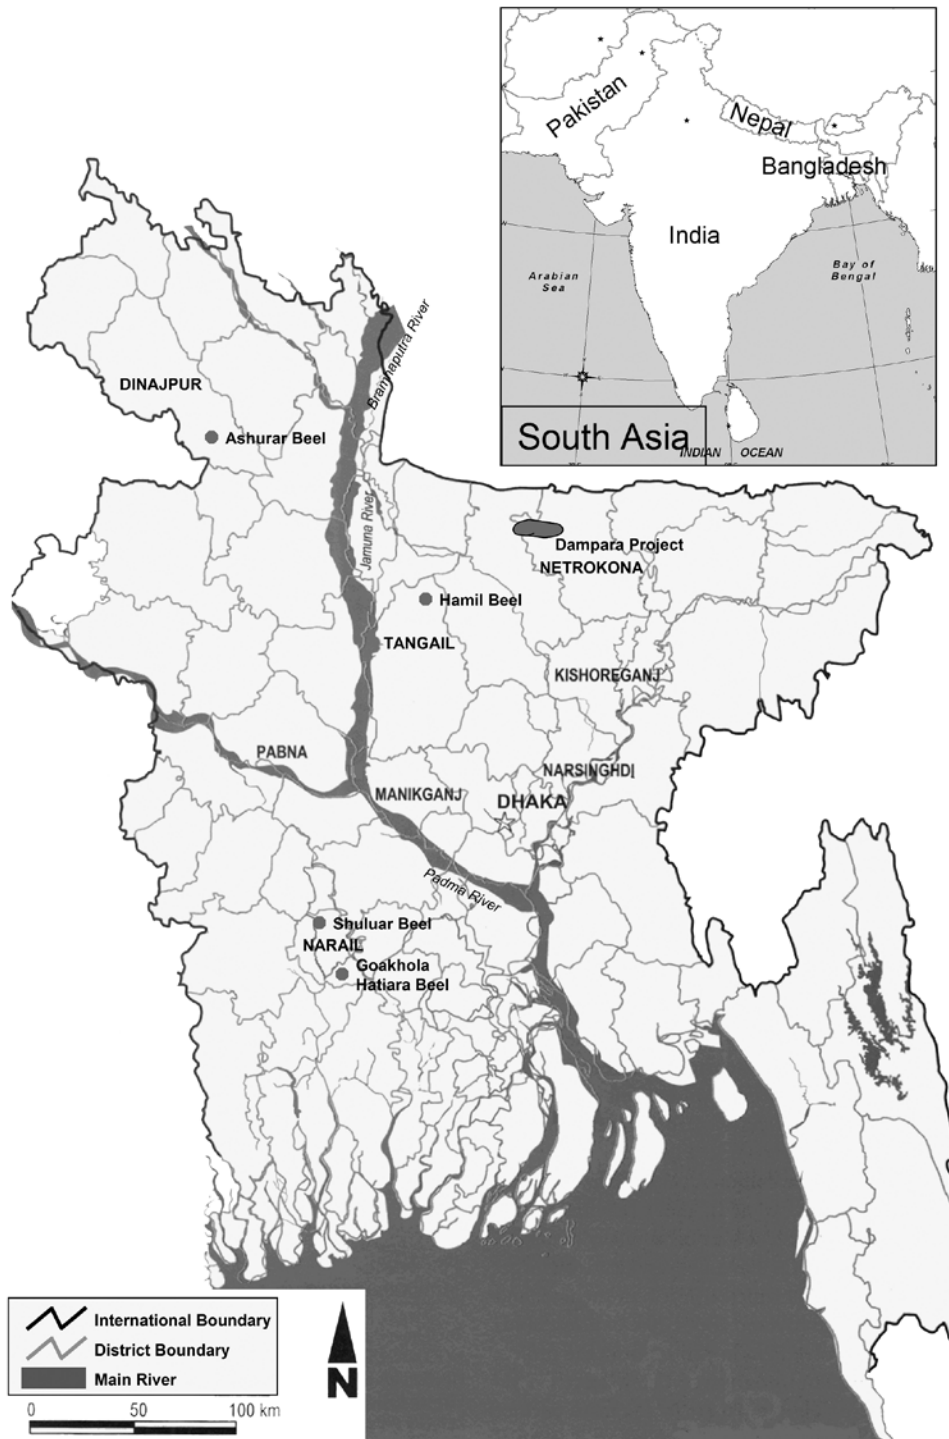 Pakistan
Nepal
Bangladesh
India
Arabian
Sea
Bay of
Bengal
South Asia
INDIAN OCEAN
Bramhaputra River
DINAJPUR
Ashurar Beel
Jamuna River
Dampara Project
NETROKONA
Hamil Beel
TANGAIL
KISHOREGANJ
PABNA
NARSINGHDI
MANIKGANJ
DHAKA
Padma River
Shuluar Beel
NARAIL
Goakhola
Hatiara Beel
International Boundary
District Boundary
Main River
N
0 50 100 km